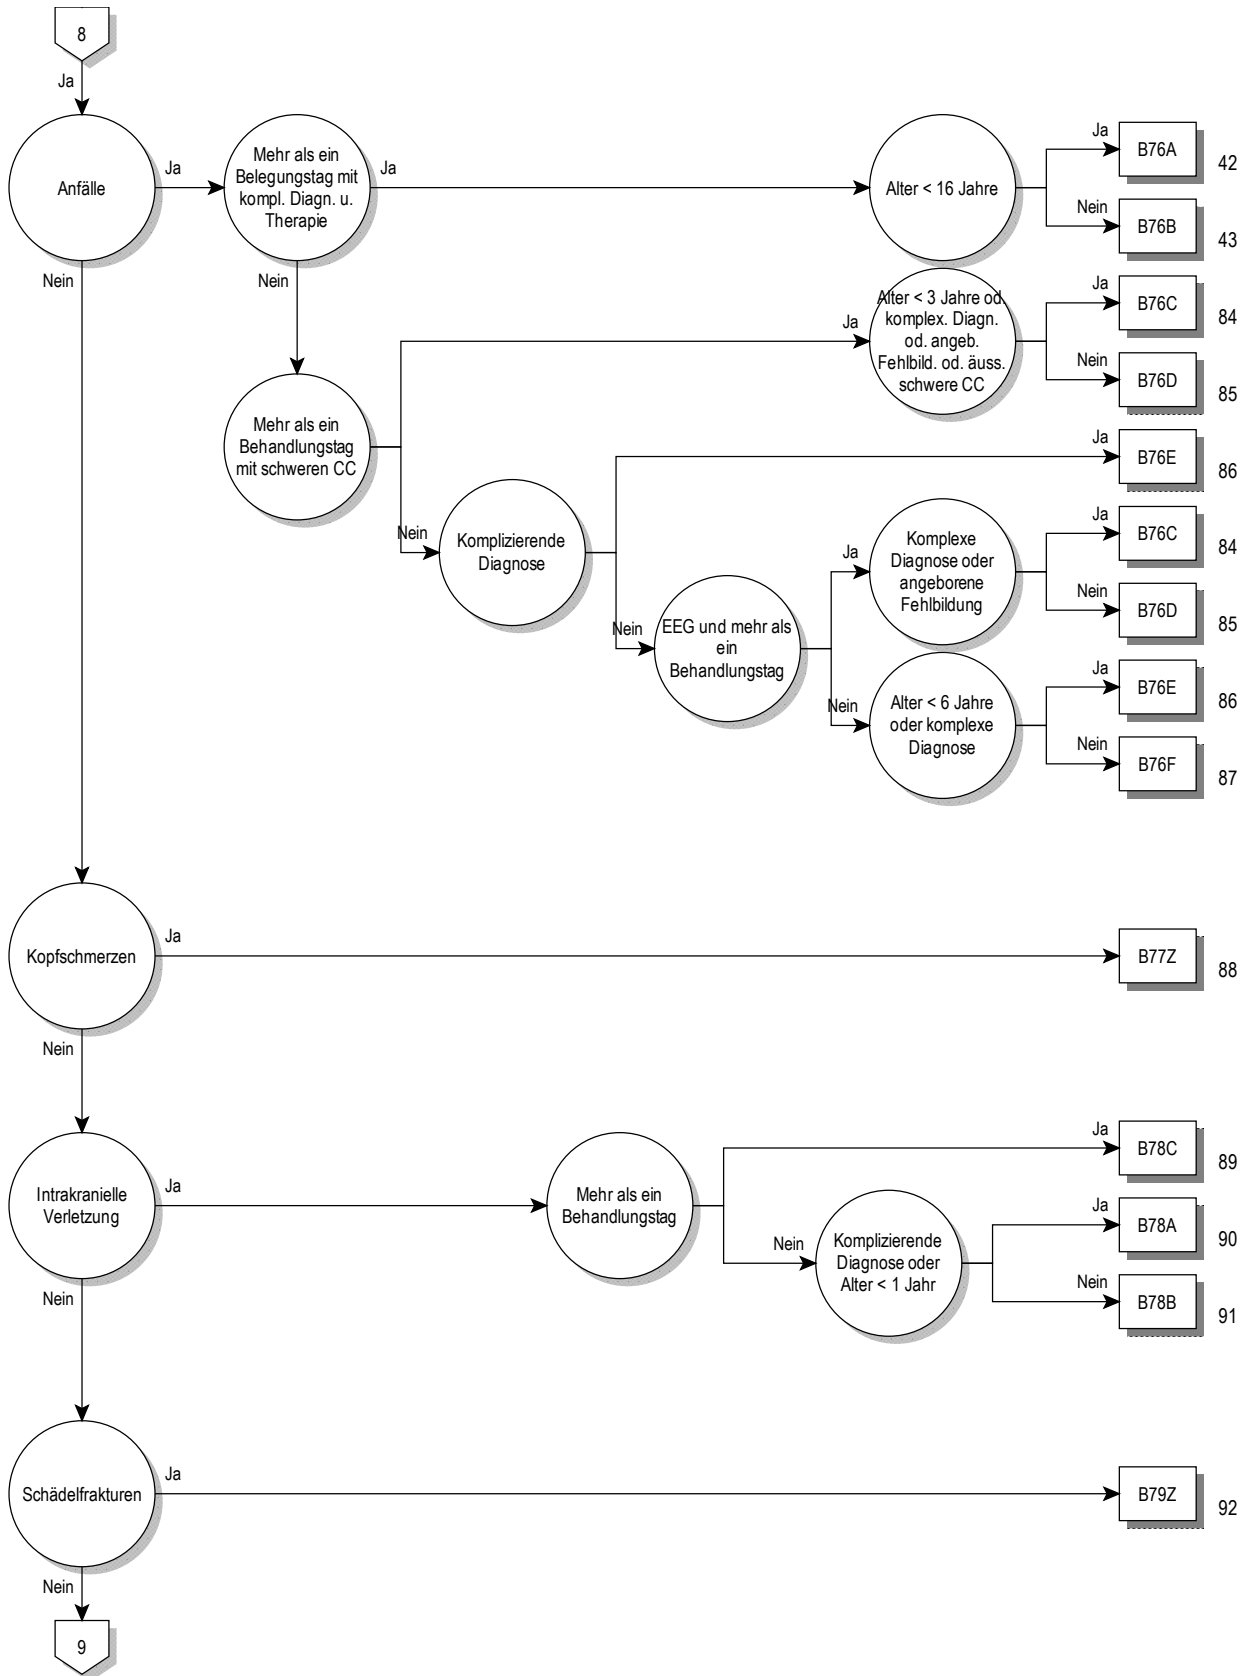 8
Ja
Anfälle
Ja
Mehr als ein
Belegungstag mit
kompl. Diagn. u.
Therapie
Ja
Alter < 16 Jahre
Ja
B76A
42
Nein
B76B
43
Nein
Nein
Alter < 3 Jahre od.
komplex. Diagn.
od. angeb.
Fehlbild. od. äuss.
schwere CC
Ja
B76C
84
Ja
Nein
B76D
85
Mehr als ein
Behandlungstag
mit schweren CC
Ja
B76E
86
Nein
Komplizierende
Diagnose
Komplexe
Diagnose oder
angeborene
Fehlbildung
Ja
B76C
84
Ja
Nein
B76D
85
Nein
EEG und mehr als
ein
Behandlungstag
Nein
Alter < 6 Jahre
oder komplexe
Diagnose
Ja
B76E
86
Nein
B76F
87
Kopfschmerzen
Ja
B77Z
88
Nein
Intrakranielle
Verletzung
Ja
Mehr als ein
Behandlungstag
Ja
B78C
89
Nein
Komplizierende
Diagnose oder
Alter < 1 Jahr
Ja
B78A
90
Nein
B78B
91
Nein
Schädelfrakturen
Ja
B79Z
92
Nein
9